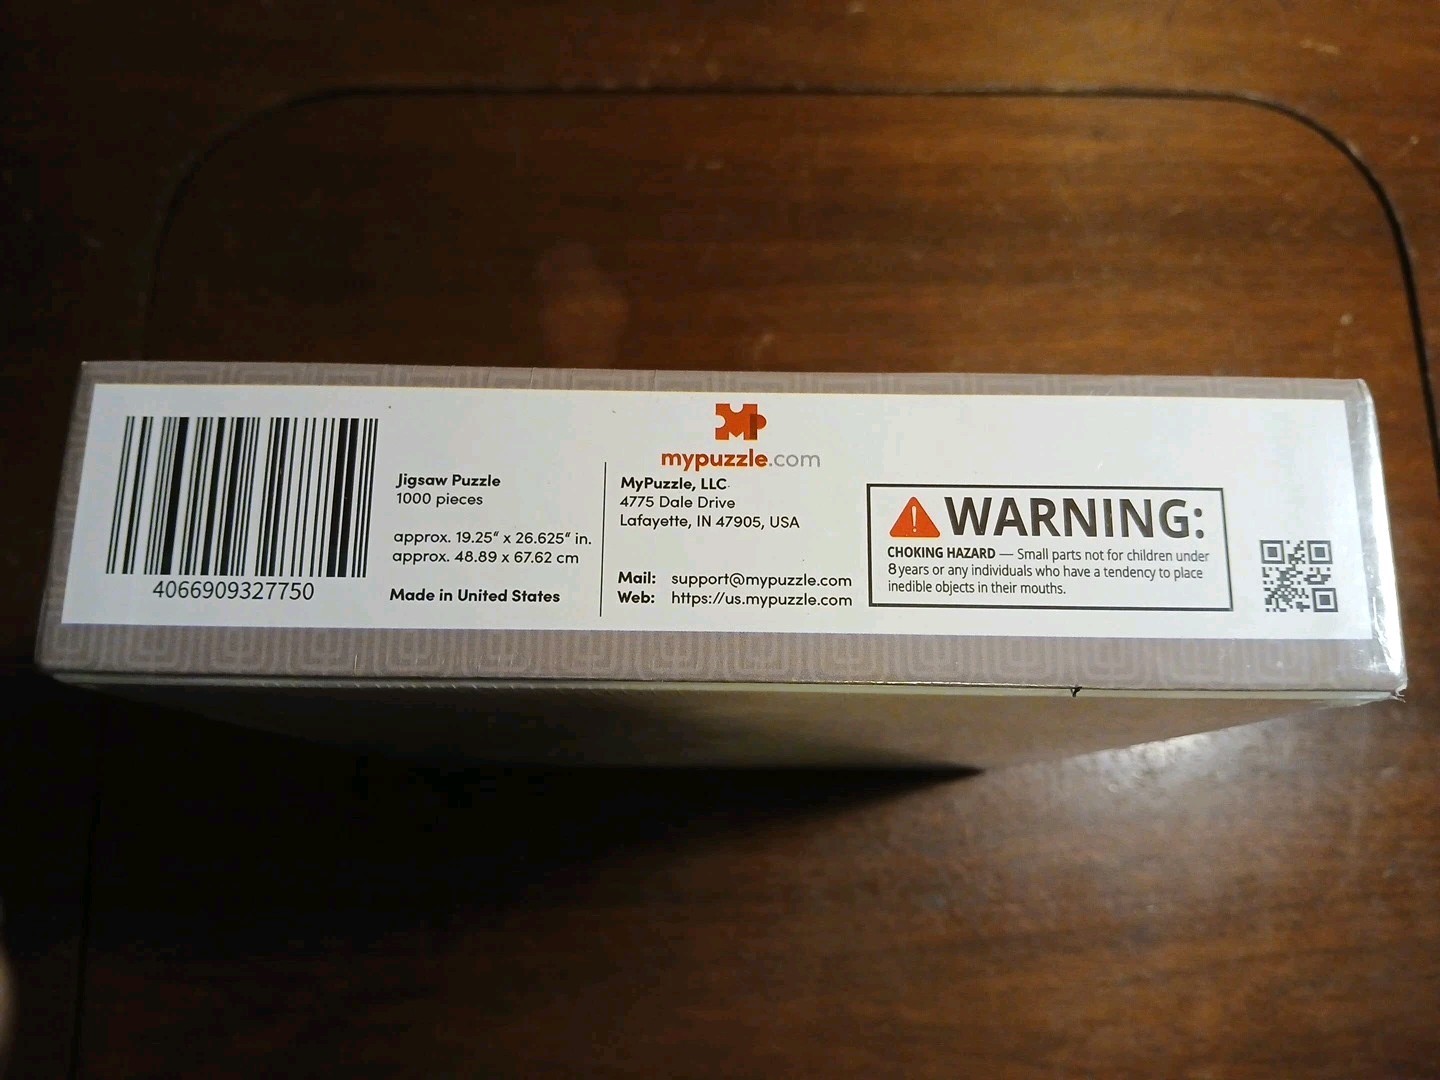 4066909327750
Jigsaw Puzzle
1000 pieces
approx. 19.25“ x 26.625“ in.
approx. 48.89 x 67.62 cm
Made in United States
MP
mypuzzle.com
MyPuzzle, LLC
4775 Dale Drive
Lafayette, IN 47905, USA
Mail: support@mypuzzle.com
Web: https://us.mypuzzle.com
WARNING:
CHOKING HAZARD — Small parts not for children under
8 years or any individuals who have a tendency to place
inedible objects in their mouths.